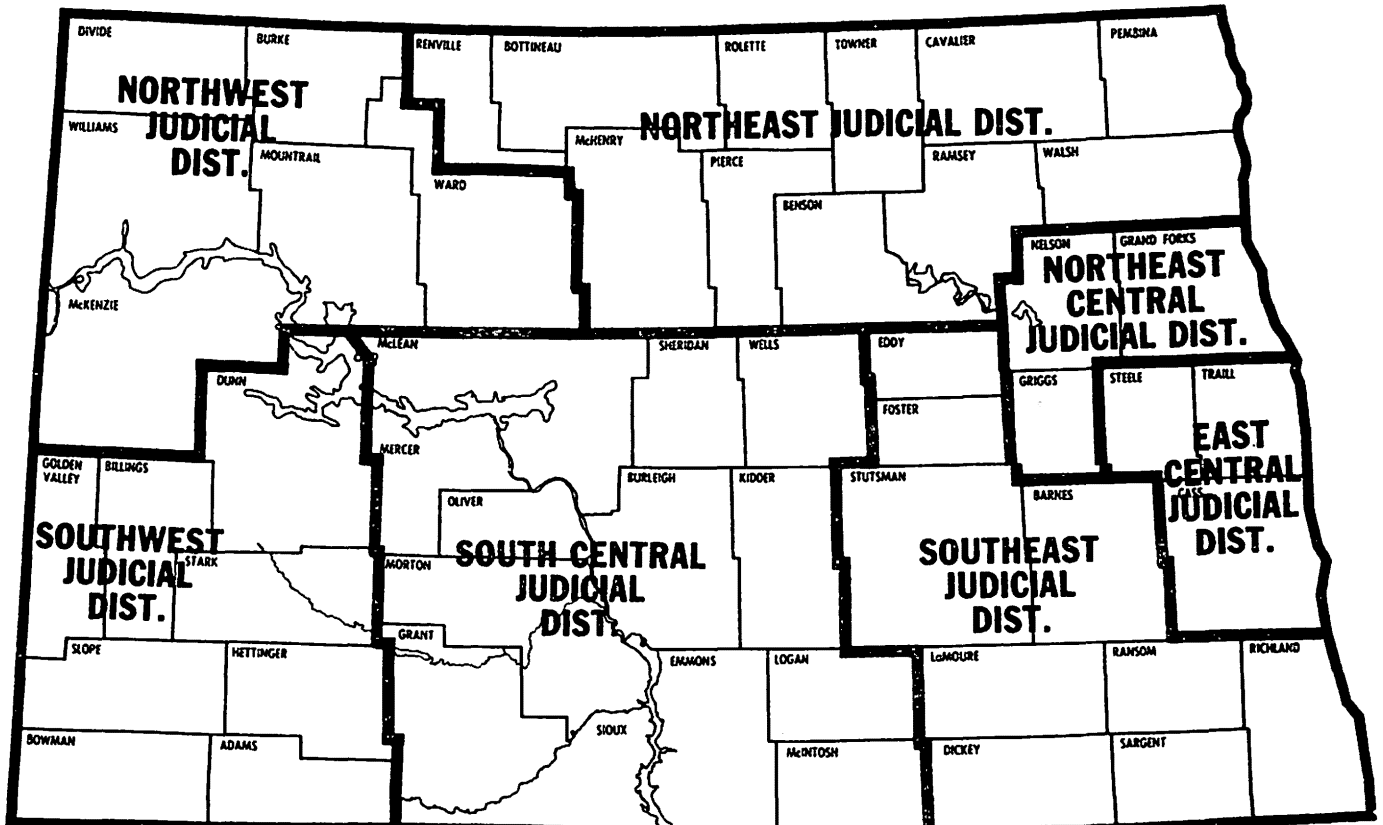 DIVIDE
BURKE
RENVILLE
BOTTINEAU
ROLETTE
TOWNER
CAVALIER
PEMBINA
NORTHWEST
JUDICIAL
DIST.
WILLIAMS
MOUNTRAIL
WARD
McHENRY
NORTHEAST JUDICIAL DIST.
PIERCE
RAMSEY
WALSH
BENSON
NELSON
GRAND FORKS
NORTHEAST
CENTRAL
JUDICIAL DIST.
McKENZIE
DUNN
McLEAN
SHERIDAN
WELLS
EDDY
FOSTER
GRIGGS
STEELE
TRAILL
EAST
CENTRAL
CASS
JUDICIAL
DIST.
GOLDEN
VALLEY
BILLINGS
MERCER
OLIVER
BURLEIGH
KIDDER
STUTSMAN
BARNES
SOUTHWEST
JUDICIAL
DIST.
STARK
MORTON
SOUTH CENTRAL
JUDICIAL
DIST.
SOUTHEAST
JUDICIAL
DIST.
GRANT
SLOPE
HETTINGER
EMMONS
LOGAN
LaMOURE
RANSOM
RICHLAND
SIOUX
BOWMAN
ADAMS
McINTOSH
DICKEY
SARGENT